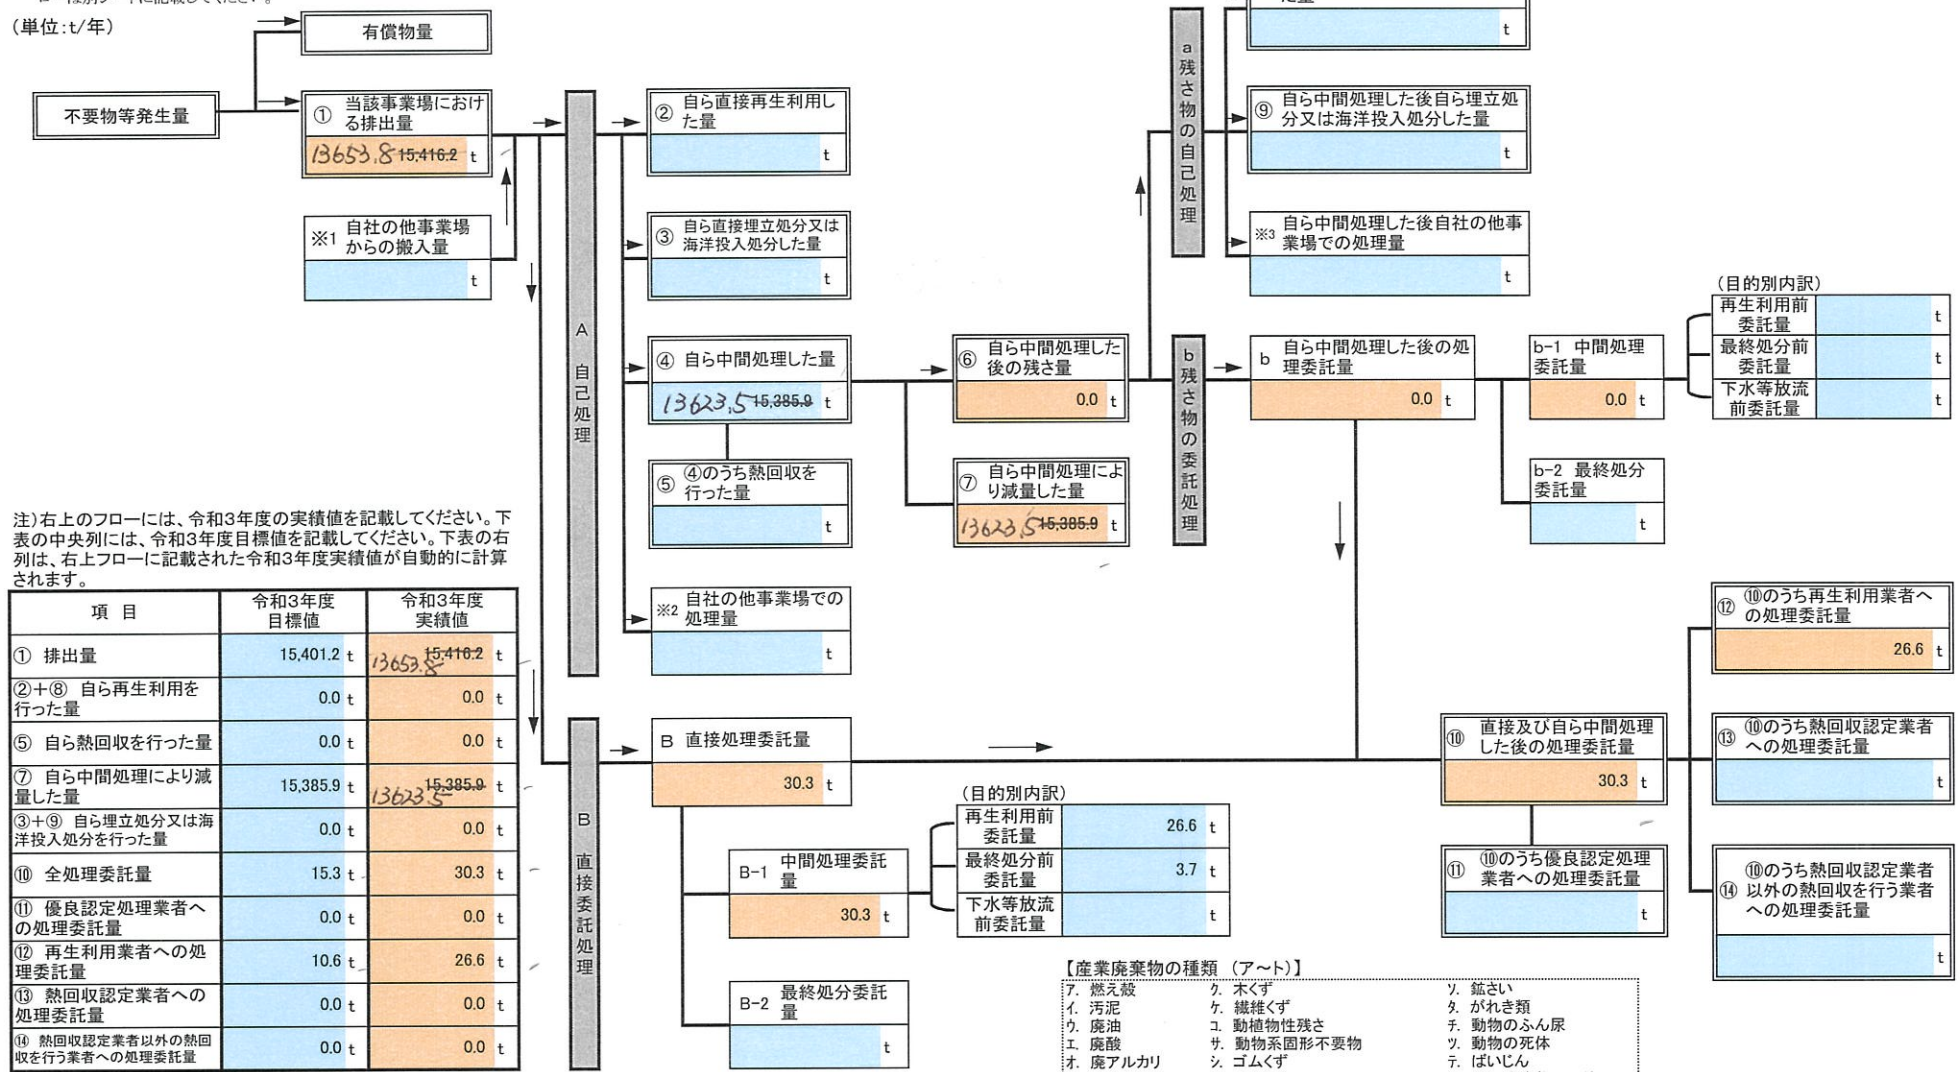 (単位:t/年)
有償物量
不要物等発生量
① 当該事業場におけ
る排出量
13653.8 15,416.2 t
※1 自社の他事業場
からの搬入量
t
A 自己処理
② 自ら直接再生利用し
た量
t
③ 自ら直接埋立処分又は
海洋投入処分した量
t
④ 自ら中間処理した量
13623.5 15,385.9 t
⑤ ④のうち熱回収を
行った量
t
※2 自社の他事業場での
処理量
t
⑥ 自ら中間処理した
後の残さ量
0.0 t
⑦ 自ら中間処理によ
り減量した量
13623.5 15,385.9 t
a 残さ物の自己処理
t
⑨ 自ら中間処理した後自ら埋立処
分又は海洋投入処分した量
t
※3 自ら中間処理した後自社の他事
業場での処理量
t
b 残さ物の委託処理
b 自ら中間処理した後の処
理委託量
0.0 t
b-1 中間処理
委託量
0.0 t
(目的別内訳)
再生利用前
委託量 t
最終処分前
委託量 t
下水等放流
前委託量 t
b-2 最終処分
委託量
t
注)右上のフローには、令和3年度の実績値を記載してください。下
表の中央列には、令和3年度目標値を記載してください。下表の右
列は、右上フローに記載された令和3年度実績値が自動的に計算
されます。
項 目 令和3年度 目標値 令和3年度 実績値
① 排出量 15,401.2 t 13653.8 15,416.2 t
②+⑧ 自ら再生利用を
行った量 0.0 t 0.0 t
⑤ 自ら熱回収を行った量 0.0 t 0.0 t
⑦ 自ら中間処理により減
量した量 15,385.9 t 13623.5 15,385.9 t
③+⑨ 自ら埋立処分又は海
洋投入処分を行った量 0.0 t 0.0 t
⑩ 全処理委託量 15.3 t 30.3 t
⑪ 優良認定処理業者へ
の処理委託量 0.0 t 0.0 t
⑫ 再生利用業者への処
理委託量 10.6 t 26.6 t
⑬ 熱回収認定業者への
処理委託量 0.0 t 0.0 t
⑭ 熱回収認定業者以外の熱回
収を行う業者への処理委託量 0.0 t 0.0 t
B 直接委託処理
B 直接処理委託量
30.3 t
B-1 中間処理委託
量
30.3 t
(目的別内訳)
再生利用前
委託量 26.6 t
最終処分前
委託量 3.7 t
下水等放流
前委託量 t
B-2 最終処分委託
量
t
⑩ 直接及び自ら中間処理
した後の処理委託量
30.3 t
⑪ ⑩のうち優良認定処理
業者への処理委託量
t
⑫ ⑩のうち再生利用業者へ
の処理委託量
26.6 t
⑬ ⑩のうち熱回収認定業者
への処理委託量
t
⑭ ⑩のうち熱回収認定業者
以外の熱回収を行う業者
への処理委託量
t
【産業廃棄物の種類 (ア~ト)】
ア. 燃え殻 ク. 木くず ソ. 鉱さい
イ. 汚泥 ケ. 繊維くず タ. がれき類
ウ. 廃油 コ. 動植物性残さ チ. 動物のふん尿
エ. 廃酸 サ. 動物系固形不要物 ツ. 動物の死体
オ. 廃アルカリ シ. ゴムくず テ. ばいじん